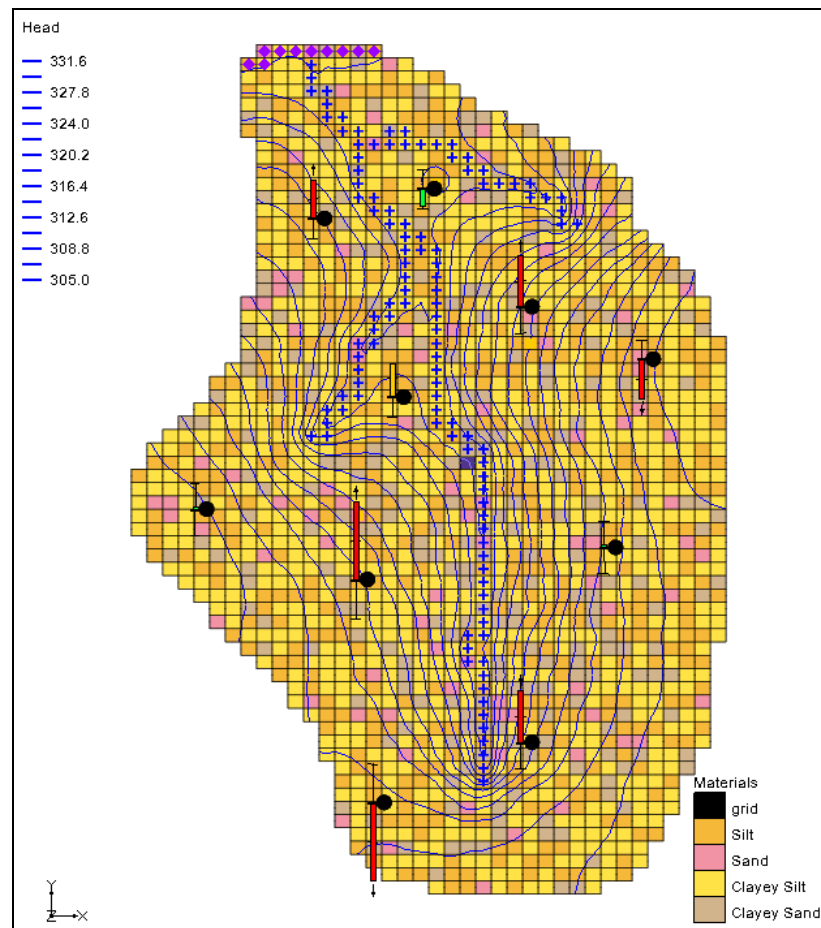 Head
331.6
327.8
324.0
320.2
316.4
312.6
308.8
305.0
Materials
grid
Silt
Sand
Clayey Silt
Clayey Sand
Y
Z
X